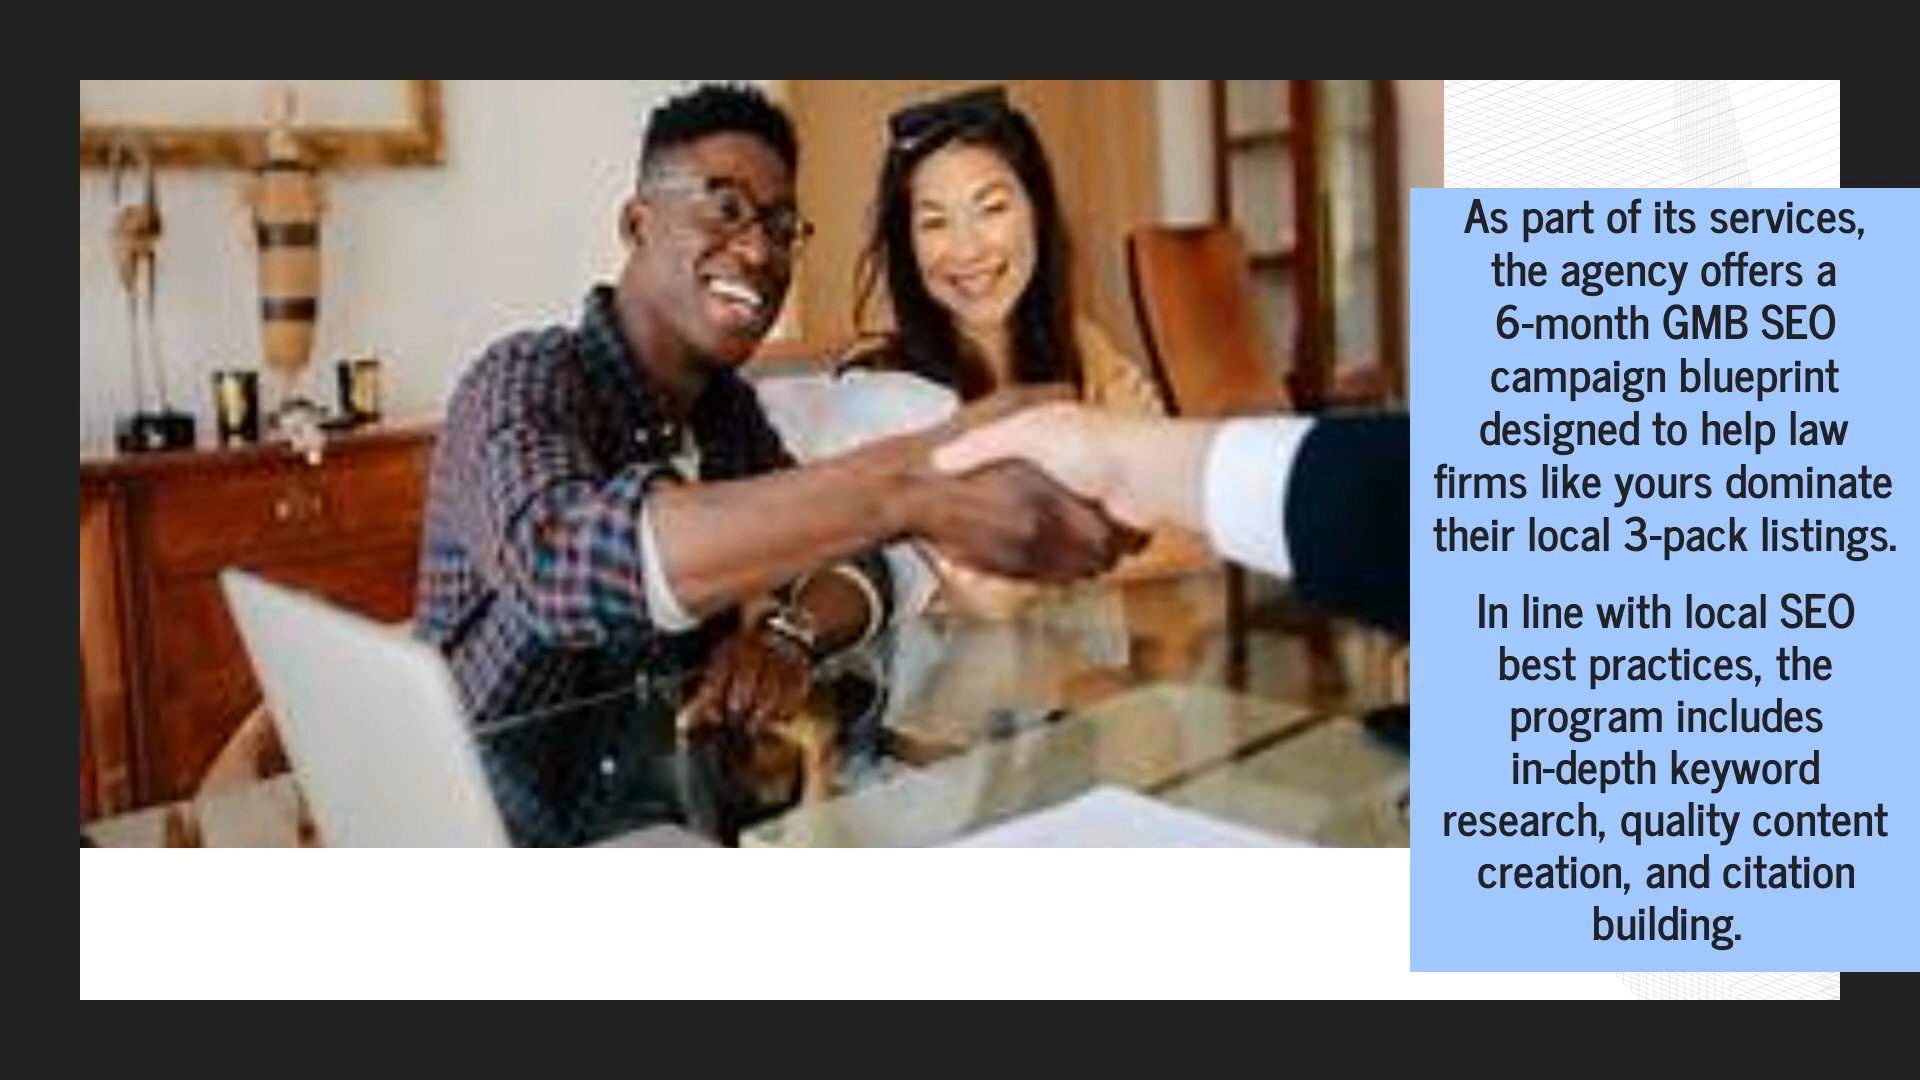 As part of its services,
the agency offers a
6-month GMB SEO
campaign blueprint
designed to help law
firms like yours dominate
their local 3-pack listings.
In line with local SEO
best practices, the
program includes
in-depth keyword
research, quality content
creation, and citation
building.